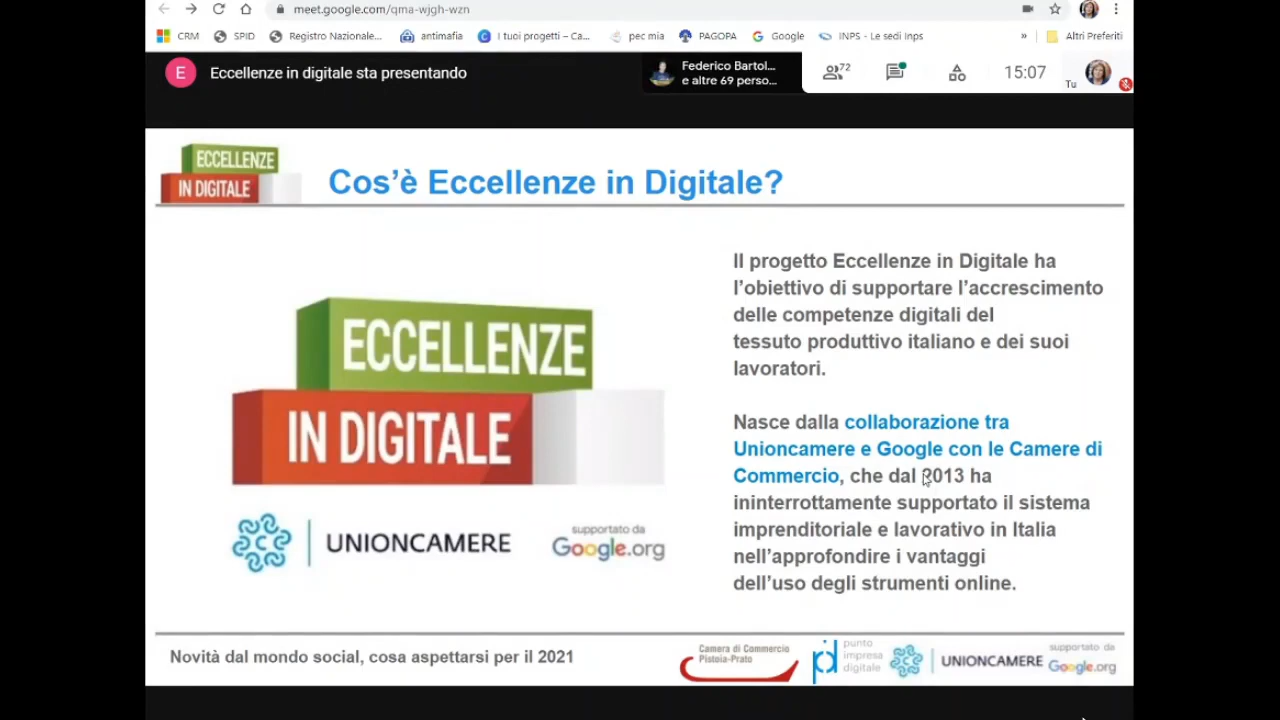 meet.google.com/qma-wjgh-wzn
CRM SPID Registro Nazionale... antimafia I tuoi progetti – Ca... pec mia PAGOPA Google INPS - Le sedi Inps » Altri Preferiti
E Eccellenze in digitale sta presentando
Federico Bartol...
e altre 69 perso...
72
15:07
Tu
ECCELLENZE
IN DIGITALE
Cos'è Eccellenze in Digitale?
ECCELLENZE
IN DIGITALE
UNIONCAMERE
supportato da
Google.org
Il progetto Eccellenze in Digitale ha
l'obiettivo di supportare l'accrescimento
delle competenze digitali del
tessuto produttivo italiano e dei suoi
lavoratori.
Nasce dalla collaborazione tra
Unioncamere e Google con le Camere di
Commercio, che dal 2013 ha
ininterrottamente supportato il sistema
imprenditoriale e lavorativo in Italia
nell'approfondire i vantaggi
dell'uso degli strumenti online.
Novità dal mondo social, cosa aspettarsi per il 2021
Camera di Commercio
Pistoia-Prato
pid
punto
impresa
digitale
UNIONCAMERE
supportato da
Google.org